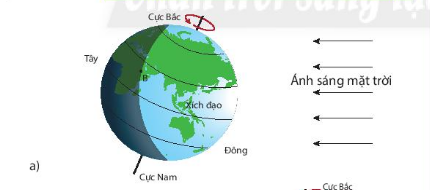 Cực Bắc
Tây
B
Ánh sáng mặt trời
Xích đạo
Đông
a)
Cực Nam
Cực Bắc